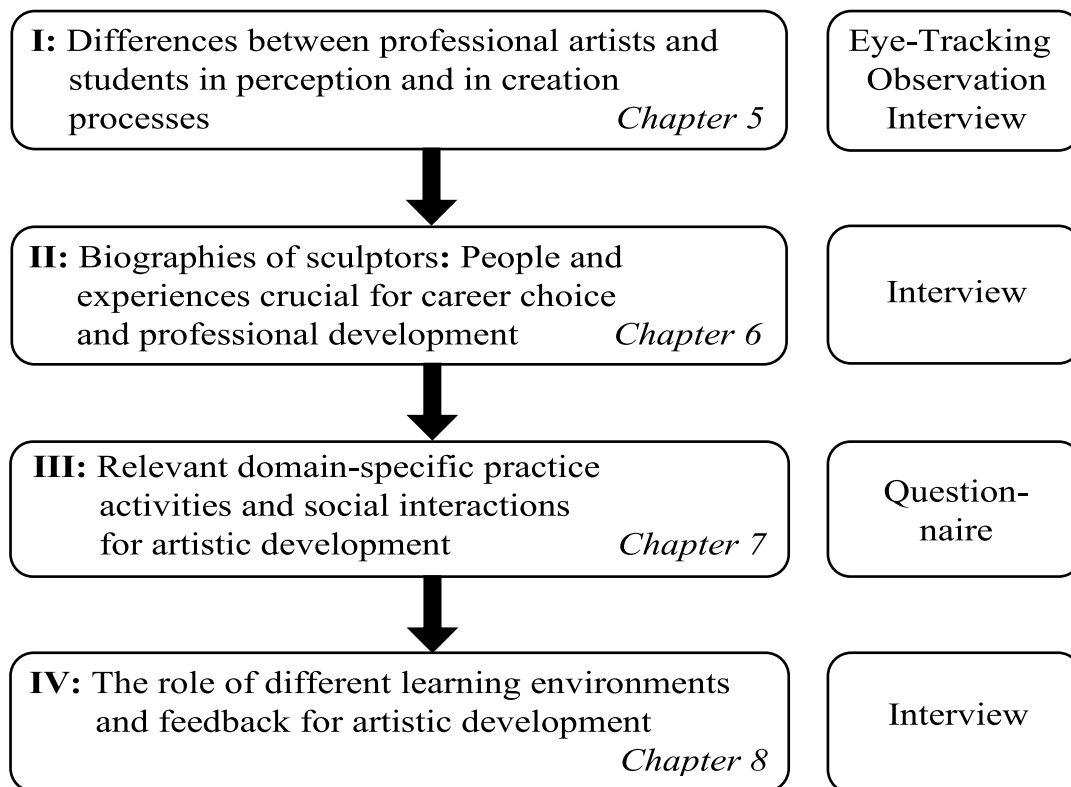 I: Differences between professional artists and
students in perception and in creation
processes Chapter 5
Eye-Tracking
Observation
Interview
II: Biographies of sculptors: People and
experiences crucial for career choice
and professional development Chapter 6
Interview
III: Relevant domain-specific practice
activities and social interactions
for artistic development Chapter 7
Question-
naire
IV: The role of different learning environments
and feedback for artistic development
Chapter 8
Interview